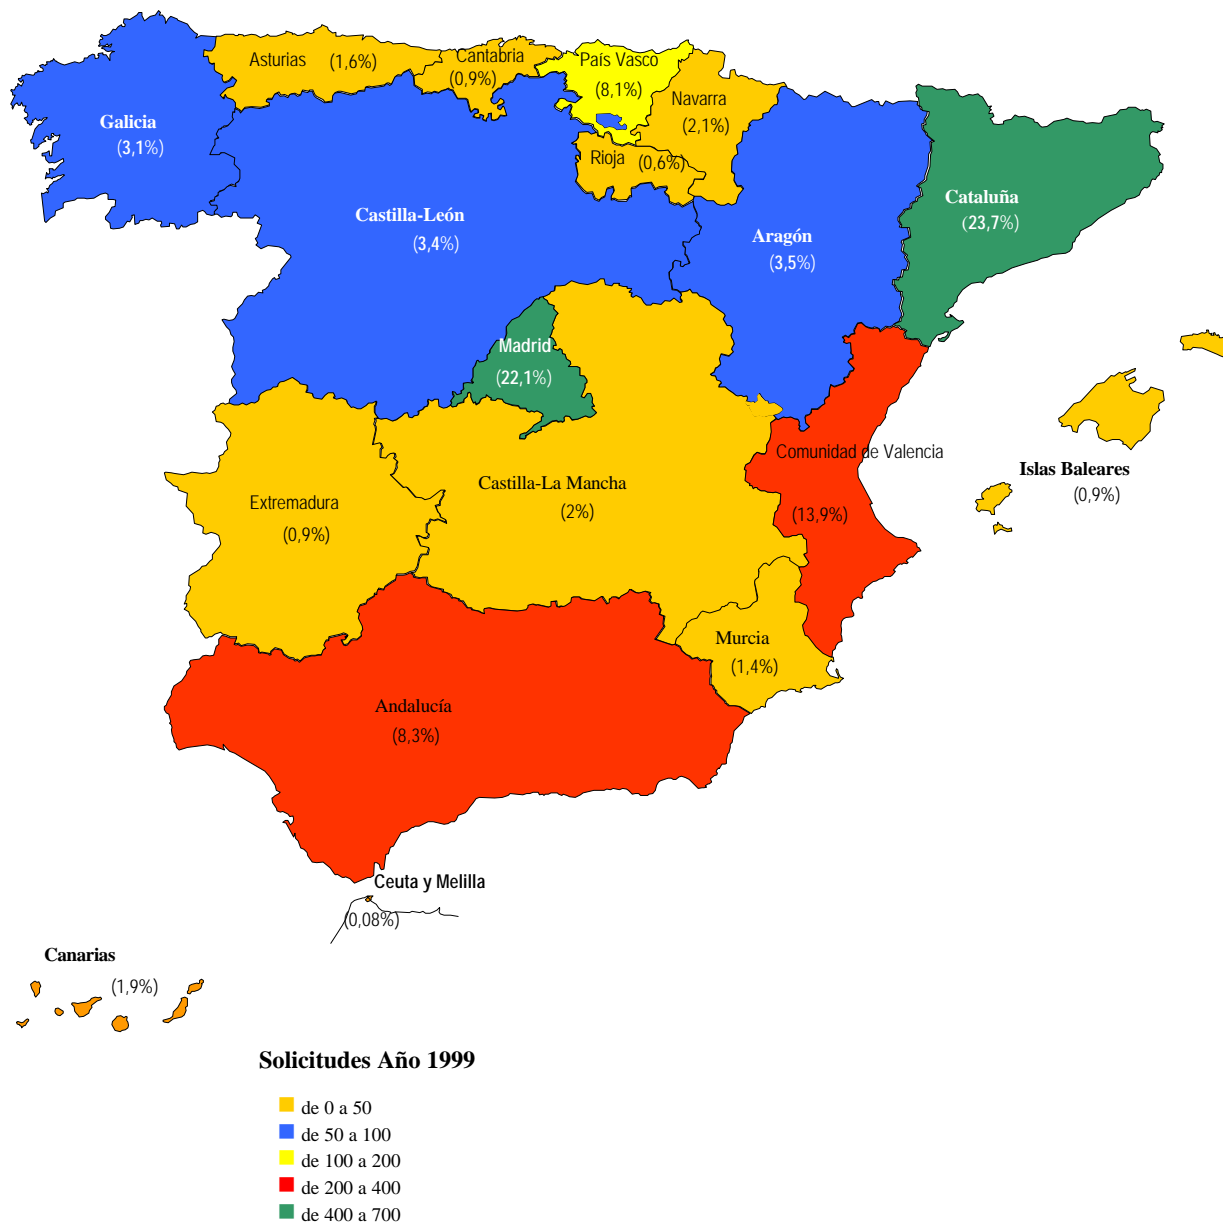 Asturias (1,6%)
Cantabria
(0,9%)
País Vasco
(8,1%)
Navarra
(2,1%)
Galicia
(3,1%)
Rioja (0,6%)
Castilla-León
(3,4%)
Aragón
(3,5%)
Cataluña
(23,7%)
Madrid
(22,1%)
Comunidad de Valencia
(13,9%)
Islas Baleares
(0,9%)
Extremadura
(0,9%)
Castilla-La Mancha
(2%)
Murcia
(1,4%)
Andalucía
(8,3%)
Ceuta y Melilla
(0,08%)
Canarias
(1,9%)
Solicitudes Año 1999
de 0 a 50
de 50 a 100
de 100 a 200
de 200 a 400
de 400 a 700